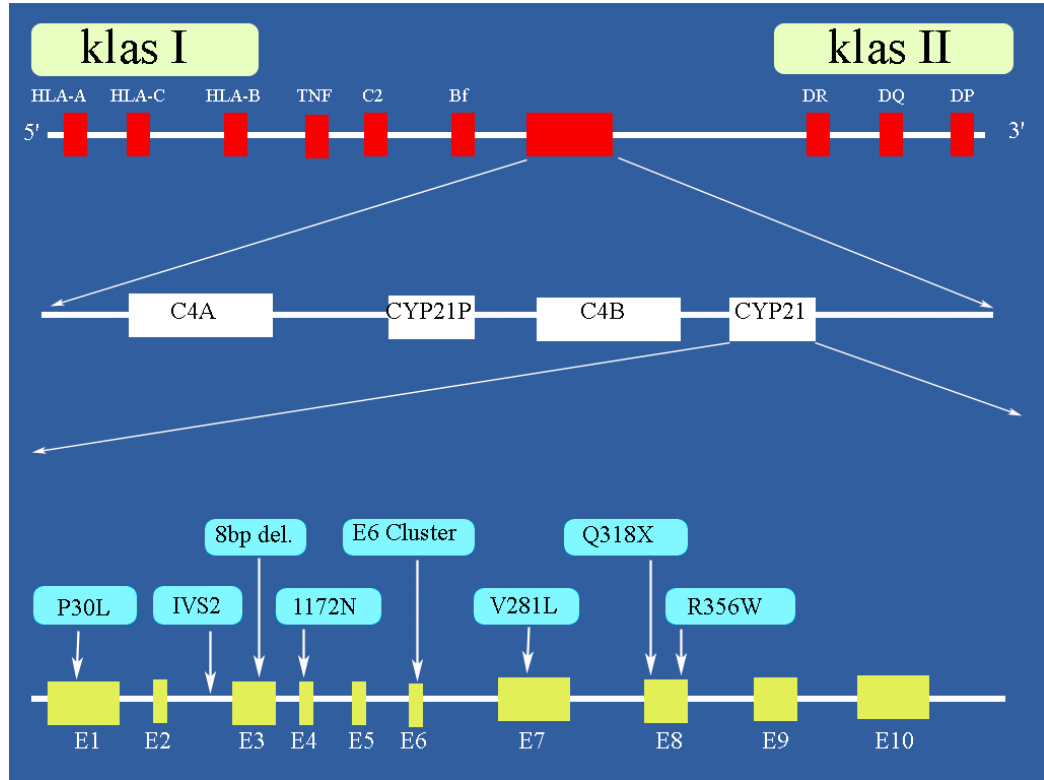 klas I
klas II
HLA-A HLA-C HLA-B TNF C2 Bf DR DQ DP
5' 3'
C4A CYP21P C4B CYP21
8bp del. E6 Cluster Q318X
P30L IVS2 1172N V281L R356W
E1 E2 E3 E4 E5 E6 E7 E8 E9 E10